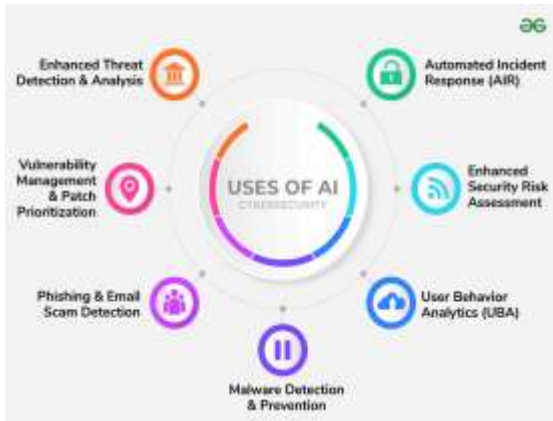 Enhanced Threat
Detection & Analysis
Automated Incident
Response (AIR)
Vulnerability
Management
& Patch
Prioritization
USES OF AI
CYBERSECURITY
Enhanced
Security Risk
Assessment
Phishing & Email
Scam Detection
User Behavior
Analytics (UBA)
Malware Detection
& Prevention